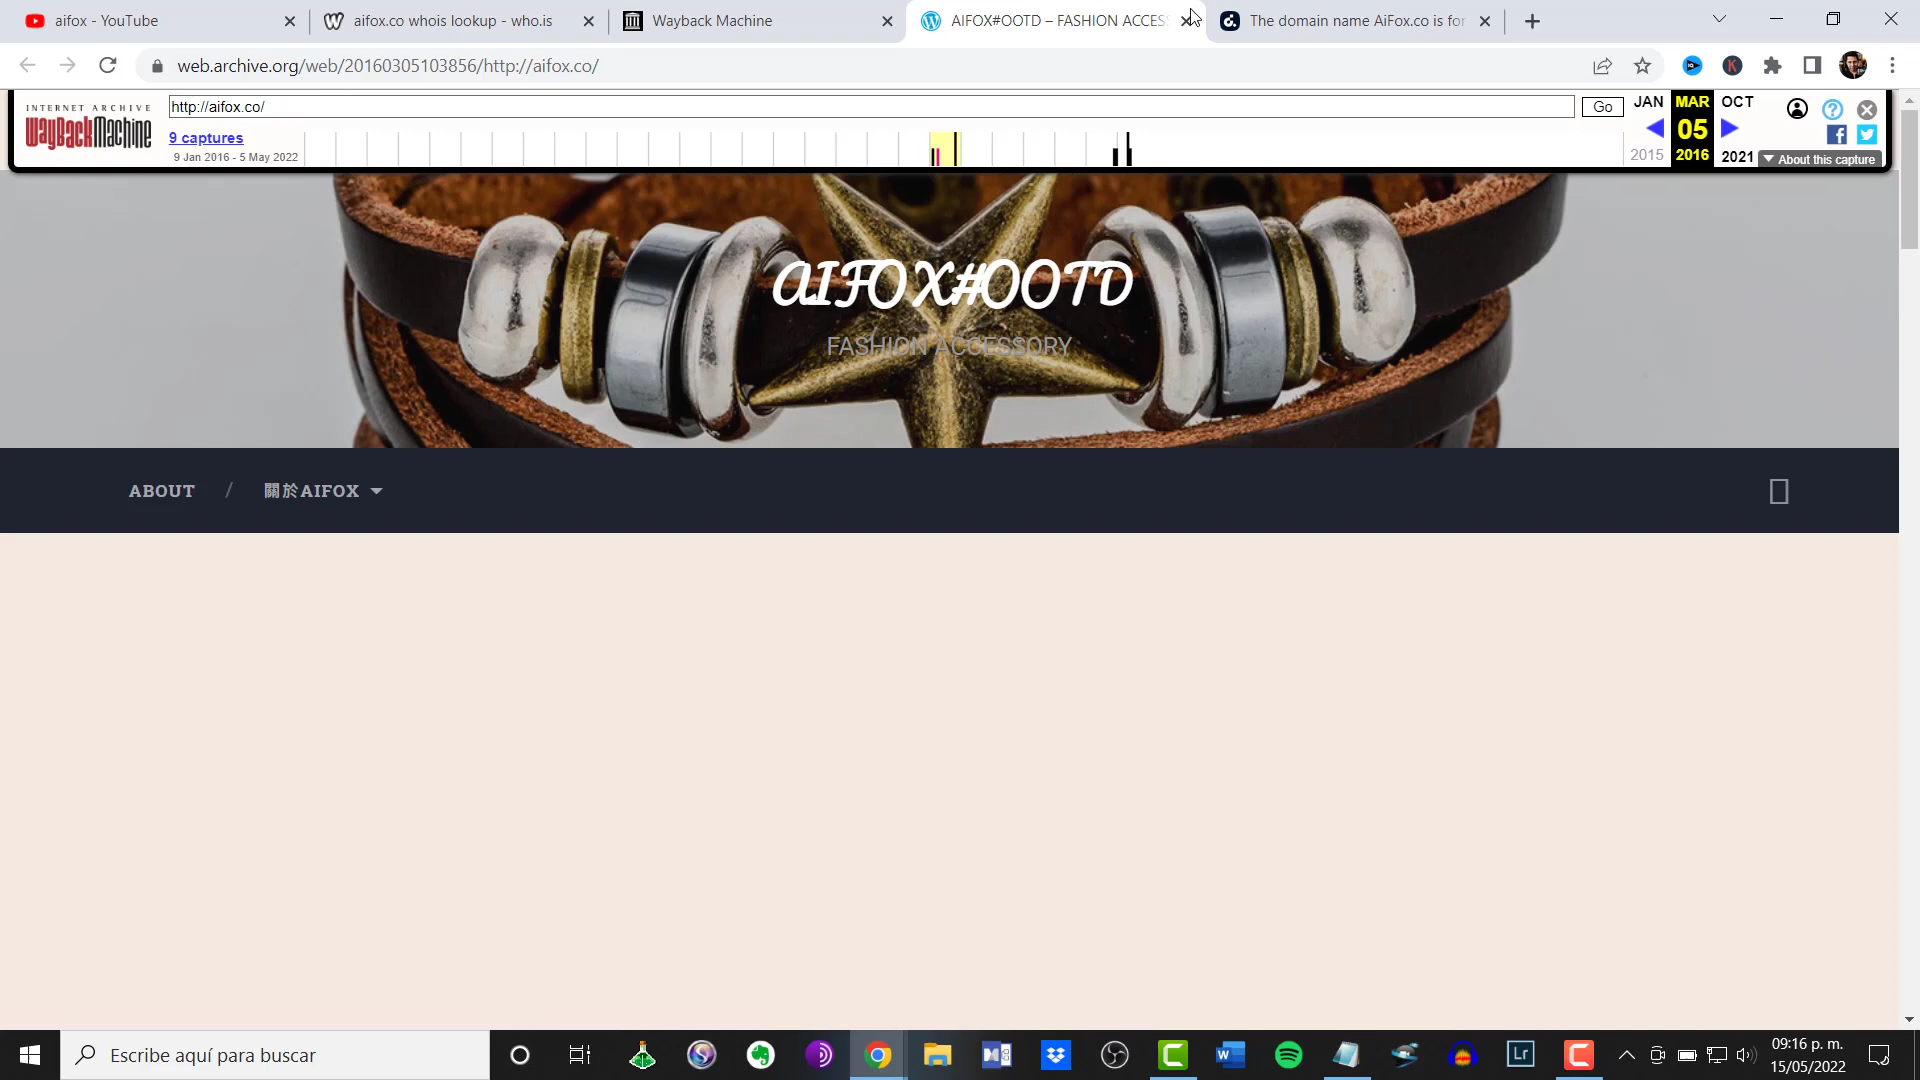 aifox - YouTube
aifox.co whois lookup - who.is
Wayback Machine
AIFOX#OOTD – FASHION ACCESS
The domain name AiFox.co is for
web.archive.org/web/20160305103856/http://aifox.co/
INTERNET ARCHIVE
WayBackMachine
http://aifox.co/
Go
JAN MAR OCT
9 captures
05
9 Jan 2016 - 5 May 2022
2015 2016 2021
About this capture
AIFOX#OOTD
FASHION ACCESSORY
ABOUT / 關於AIFOX
Escribe aquí para buscar
W
Lr
09:16 p. m.
15/05/2022